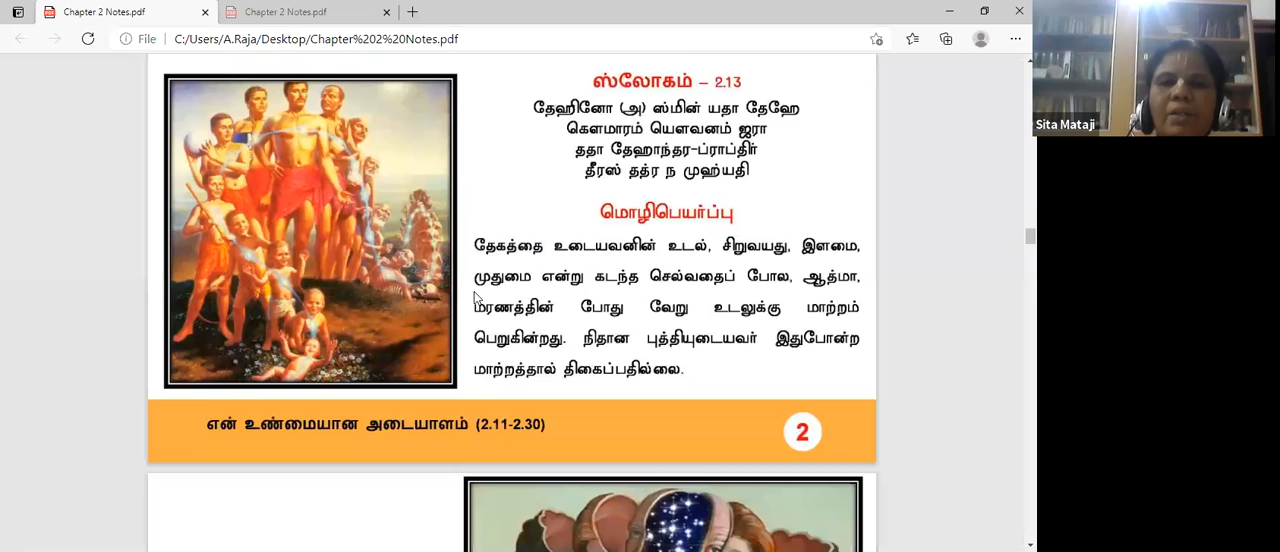 Chapter 2 Notes.pdf
Chapter 2 Notes.pdf
File
C:/Users/A.Raja/Desktop/Chapter%202%20Notes.pdf
ஸ்லோகம் – 2.13
தேஹினோ (அ) ஸ்மின் யதா தேஹே
கௌமாரம் யௌவனம் ஜரா
ததா தேஹாந்தர-ப்ராப்திர்
தீரஸ் தத்ர ந முஹ்யதி
மொழிபெயர்ப்பு
தேகத்தை உடையவனின் உடல், சிறுவயது, இளமை,
முதுமை என்று கடந்த செல்வதைப் போல, ஆத்மா,
மரணத்தின் போது வேறு உடலுக்கு மாற்றம்
பெறுகின்றது. நிதான புத்தியுடையவர் இதுபோன்ற
மாற்றத்தால் திகைப்பதில்லை.
என் உண்மையான அடையாளம் (2.11-2.30)
2
Sita Mataji